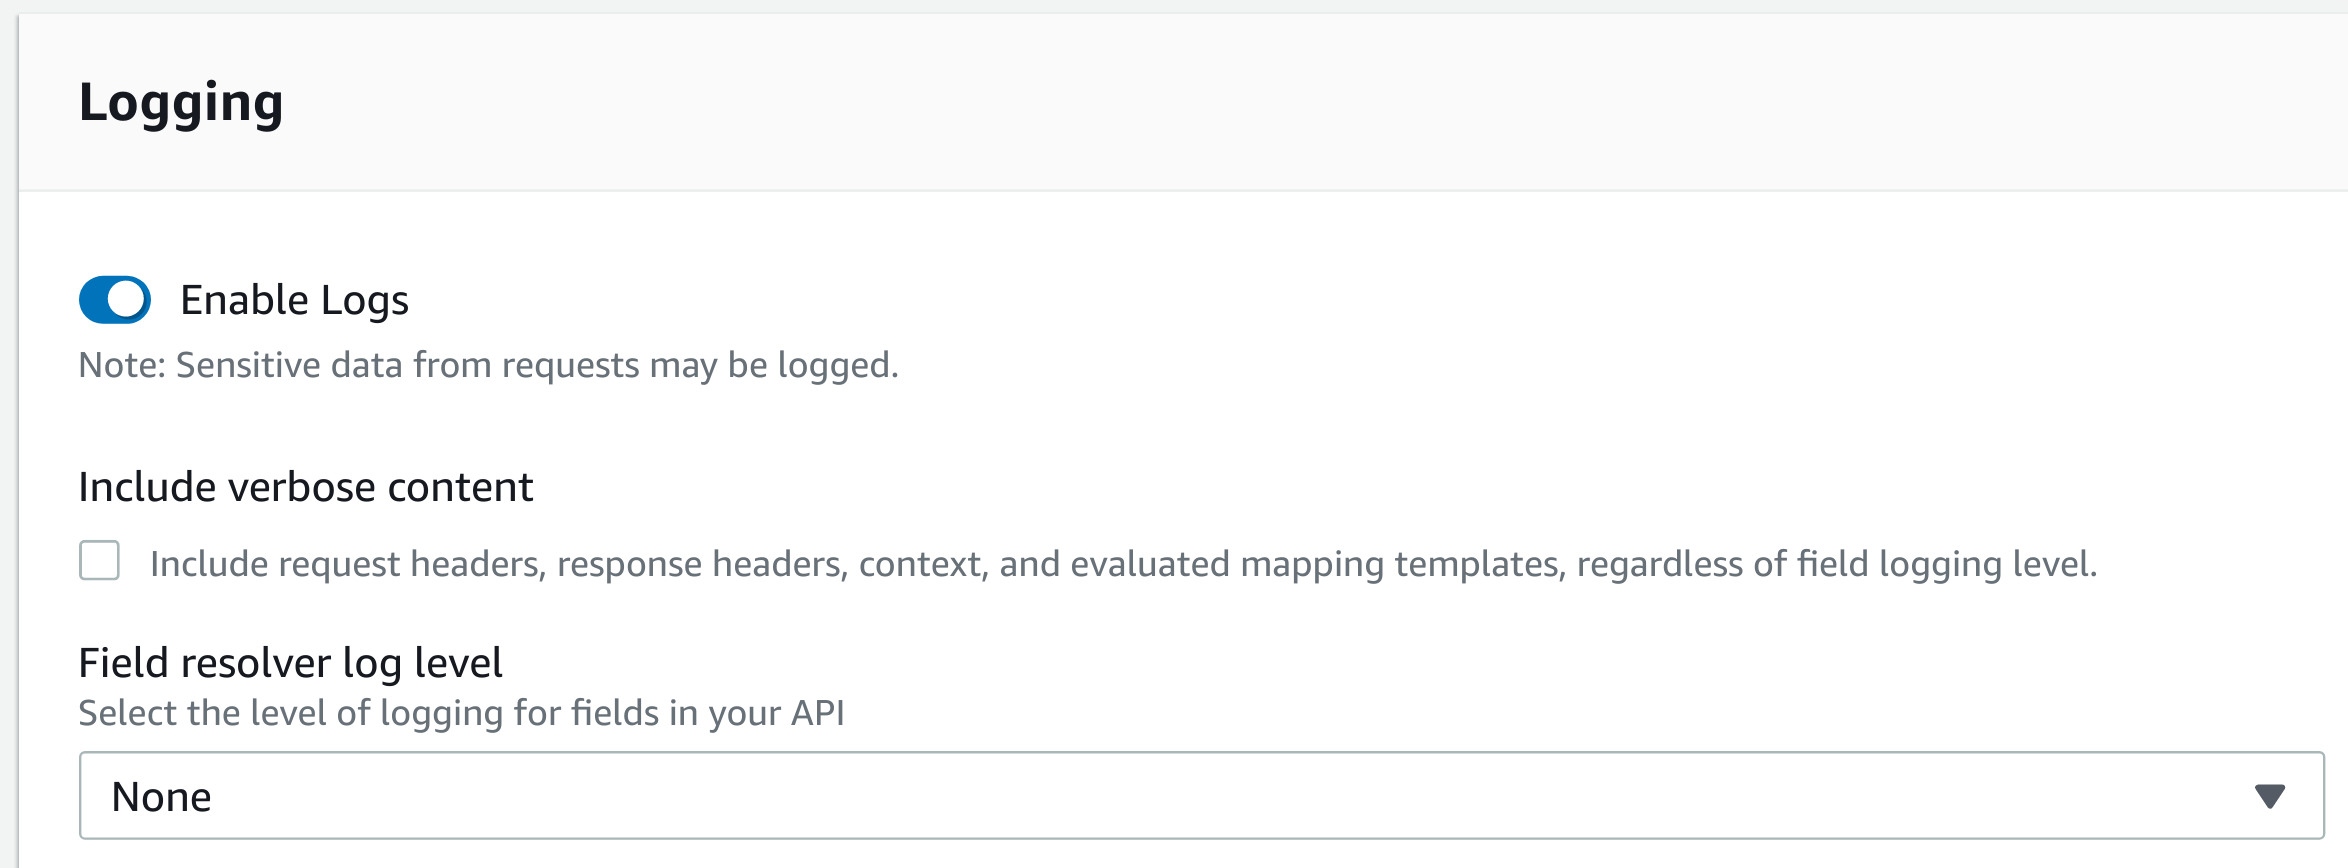 Logging
Enable Logs
Note: Sensitive data from requests may be logged.
Include verbose content
Include request headers, response headers, context, and evaluated mapping templates, regardless of field logging level.
Field resolver log level
Select the level of logging for fields in your API
None